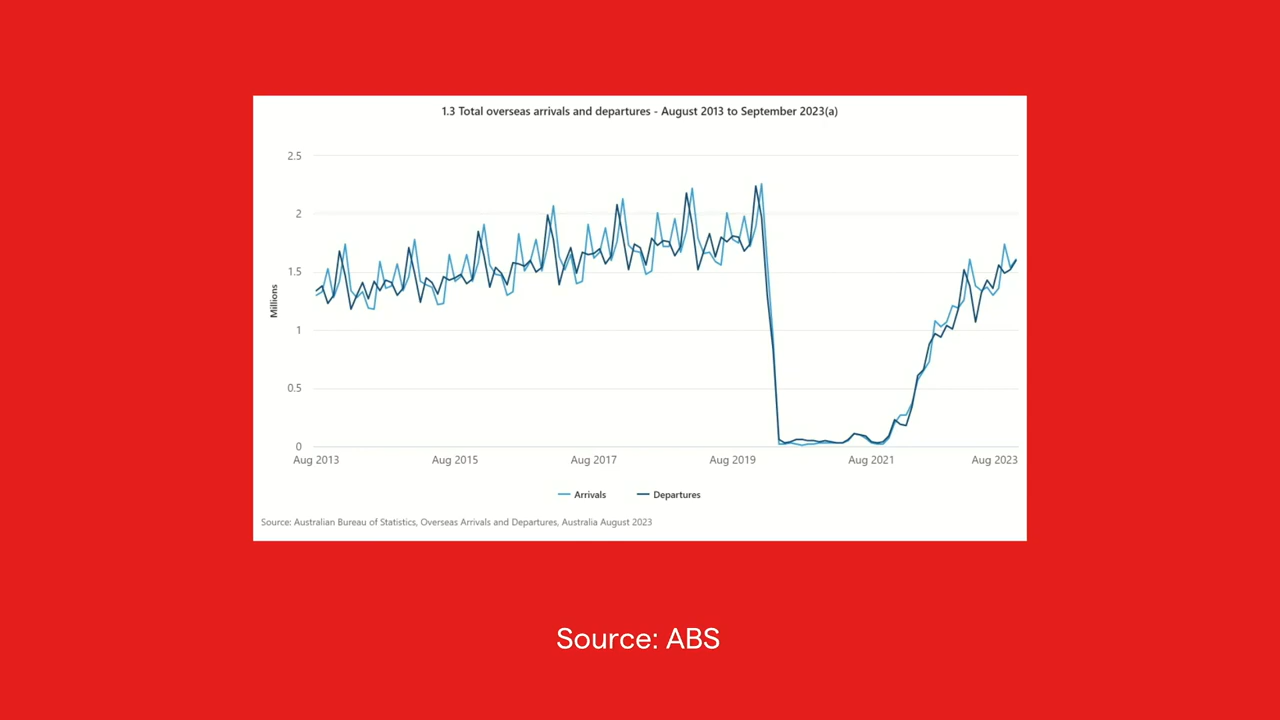 1.3 Total overseas arrivals and departures - August 2013 to September 2023(a)
2.5
2
1.5
1
0.5
0
Millions
Aug 2013 Aug 2015 Aug 2017 Aug 2019 Aug 2021 Aug 2023
Arrivals Departures
Source: Australian Bureau of Statistics, Overseas Arrivals and Departures, Australia August 2023
Source: ABS